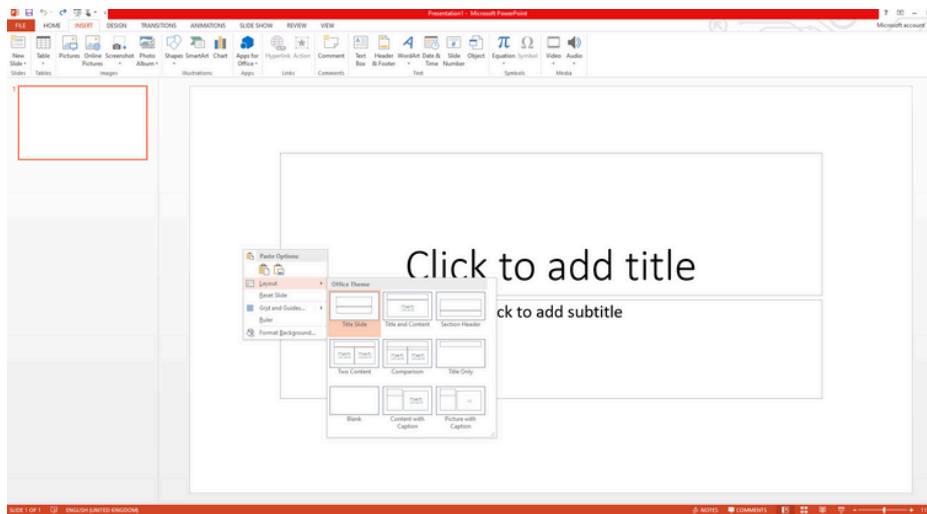 Presentation1 - Microsoft PowerPoint
FILE HOME INSERT DESIGN TRANSITIONS ANIMATIONS SLIDE SHOW REVIEW VIEW
Microsoft account
New Slide
Table
Pictures
Online Pictures
Screenshot
Photo Album
Shapes
SmartArt
Chart
Apps for Office
Hyperlink
Action
Comment
Text Box
Header & Footer
WordArt
Date & Time
Slide Number
Object
Equation
Symbol
Video
Audio
Slides Tables Images Illustrations Apps Links Comments Text Symbols Media
1
Click to add title
ck to add subtitle
Paste Options:
Layout
Reset Slide
Grid and Guides...
Ruler
Format Background...
Office Theme
Title Slide
Title and Content
Section Header
Two Content
Comparison
Title Only
Blank
Content with Caption
Picture with Caption
SLIDE 1 OF 1 ENGLISH (UNITED KINGDOM) NOTES COMMENTS